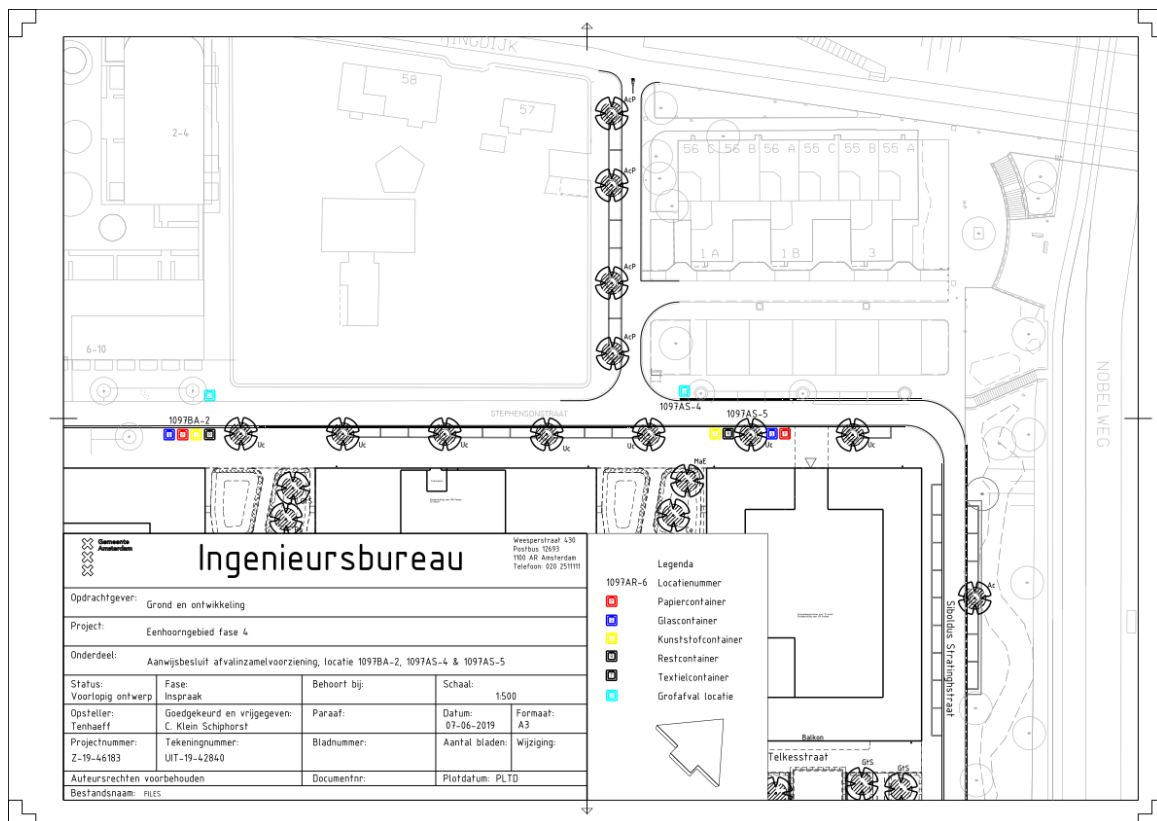 RINGDIJK
58
57
2-4
AcP
56 C 56 B 56 A 55 C 55 B 55 A
AcP
1 A 1 B 3
AcP
AcP
6-10
NOBELWEG
1097BA-2
STEPHENSONSTRAAT
1097AS-4
1097AS-5
Uc
Uc
Uc
Uc
Uc
Uc
Uc
MaE
Ac
Siboldus Stratinghstraat
Balkon
Telkesstraat
GtS
GtS
Gemeente
Amsterdam
Ingenieursbureau
Weesperstraat 430
Postbus 12693
1100 AR Amsterdam
Telefoon: 020 2511111
Opdrachtgever: Grond en ontwikkeling
Project: Eenhoorngebied fase 4
Onderdeel: Aanwijsbesluit afvalinzamelvoorziening, locatie 1097BA-2, 1097AS-4 & 1097AS-5
Status: Voorlopig ontwerp
Fase: Inspraak
Behoort bij:
Schaal: 1:500
Opsteller: Tenhaeff
Goedgekeurd en vrijgegeven: C. Klein Schiphorst
Paraaf:
Datum: 07-06-2019
Formaat: A3
Projectnummer: Z-19-46183
Tekeningnummer: UIT-19-42840
Bladnummer:
Aantal bladen:
Wijziging:
Auteursrechten voorbehouden
Documentnr:
Plotdatum: PLTD
Bestandsnaam: FILES
Legenda
1097AR-6 Locatienummer
Papiercontainer
Glascontainer
Kunststofcontainer
Restcontainer
Textielcontainer
Grofafval locatie